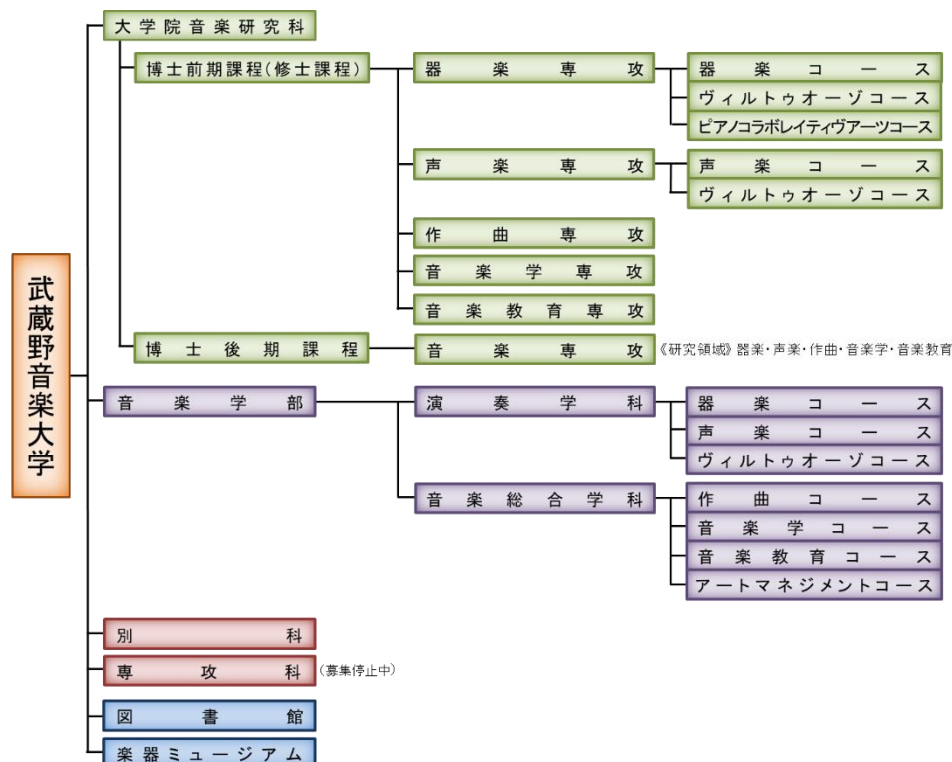 武蔵野音楽大学
大学院音楽研究科
博士前期課程(修士課程)
器楽専攻
器楽コース
ヴィルトゥオーゾコース
ピアノコラボレイティヴアーツコース
声楽専攻
声楽コース
ヴィルトゥオーゾコース
作曲専攻
音楽学専攻
音楽教育専攻
博士後期課程
音楽専攻
《研究領域》器楽・声楽・作曲・音楽学・音楽教育
音楽学部
演奏学科
器楽コース
声楽コース
ヴィルトゥオーゾコース
音楽総合学科
作曲コース
音楽学コース
音楽教育コース
アートマネジメントコース
別科
専攻科
(募集停止中)
図書館
楽器ミュージアム